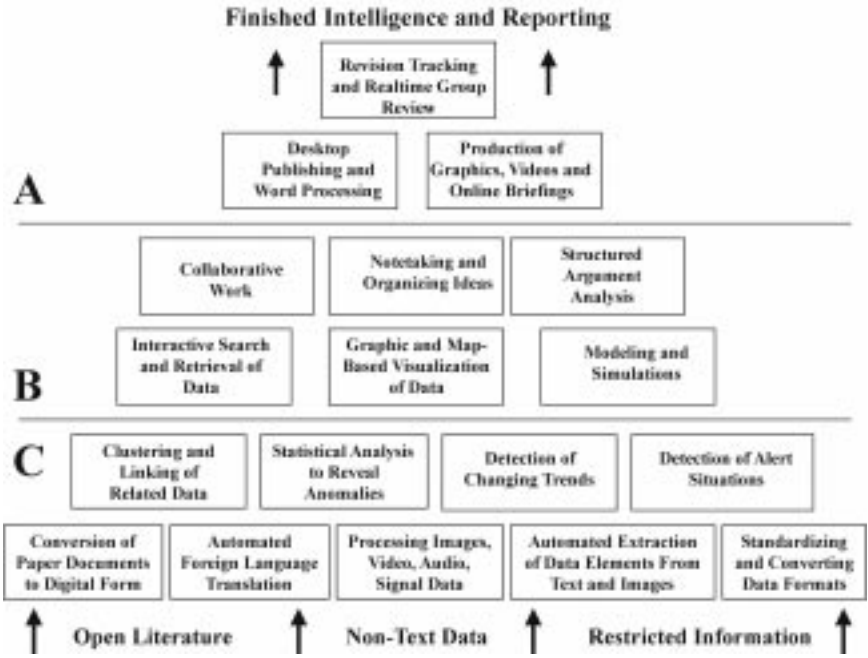 Finished Intelligence and Reporting
Revision Tracking
and Realtime Group
Review
Desktop
Publishing and
Word Processing
Production of
Graphics, Videos and
Online Briefings
A
Collaborative
Work
Notetaking and
Organizing Ideas
Structured
Argument
Analysis
Interactive Search
and Retrieval of
Data
Graphic and Map-
Based Visualization
of Data
Modeling and
Simulations
B
C
Clustering and
Linking of
Related Data
Statistical Analysis
to Reveal
Anomalies
Detection of
Changing Trends
Detection of Alert
Situations
Conversion of
Paper Documents
to Digital Form
Automated
Foreign Language
Translation
Processing Images,
Video, Audio,
Signal Data
Automated Extraction
of Data Elements From
Text and Images
Standardizing
and Converting
Data Formats
Open Literature
Non-Text Data
Restricted Information